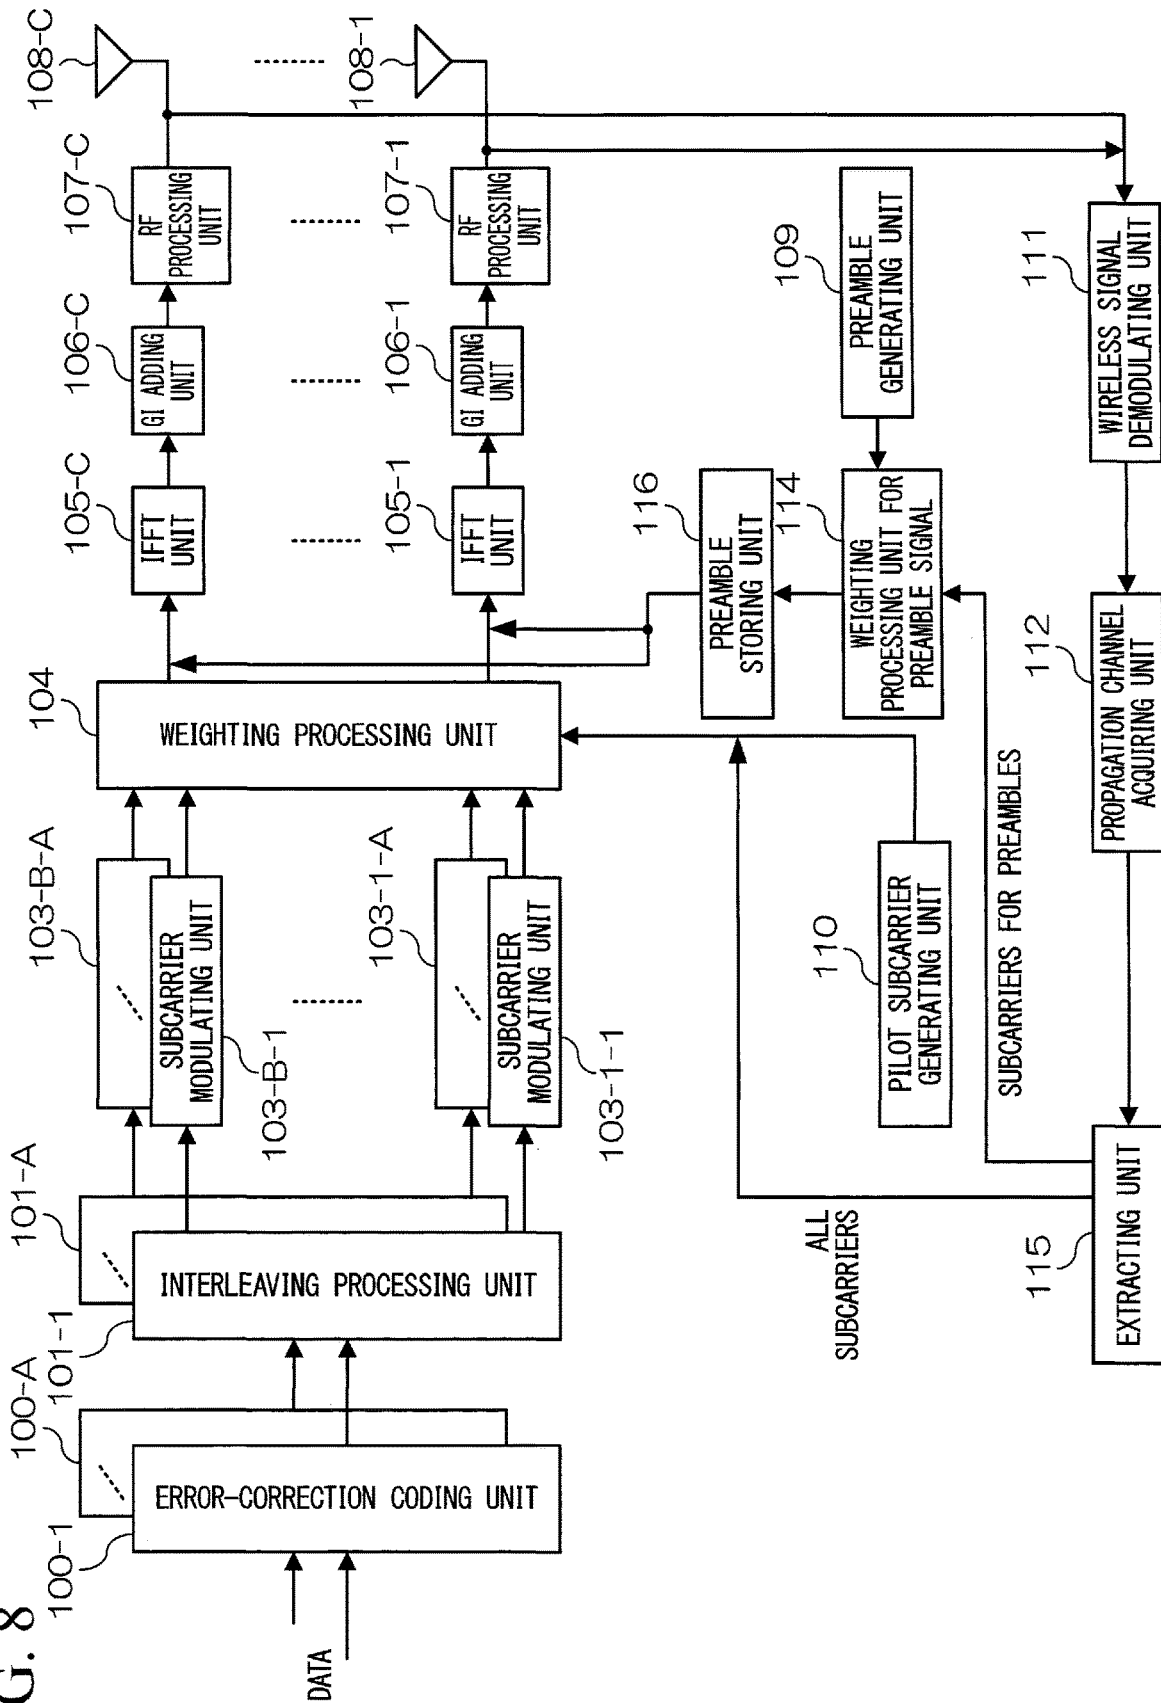 G. 8
DATA
100-1
100-A
ERROR-CORRECTION CODING UNIT
101-1
101-A
INTERLEAVING PROCESSING UNIT
103-B-A
SUBCARRIER
MODULATING UNIT
103-B-1
103-1-A
SUBCARRIER
MODULATING UNIT
103-1-1
104
WEIGHTING PROCESSING UNIT
105-C
IFFT
UNIT
106-C
GI ADDING
UNIT
107-C
RF
PROCESSING
UNIT
108-C
105-1
IFFT
UNIT
106-1
GI ADDING
UNIT
107-1
RF
PROCESSING
UNIT
108-1
116
PREAMBLE
STORING UNIT
114
WEIGHTING
PROCESSING UNIT FOR
PREAMBLE SIGNAL
109
PREAMBLE
GENERATING UNIT
110
PILOT SUBCARRIER
GENERATING UNIT
ALL
SUBCARRIERS
SUBCARRIERS FOR PREAMBLES
115
EXTRACTING UNIT
112
PROPAGATION CHANNEL
ACQUIRING UNIT
111
WIRELESS SIGNAL
DEMODULATING UNIT